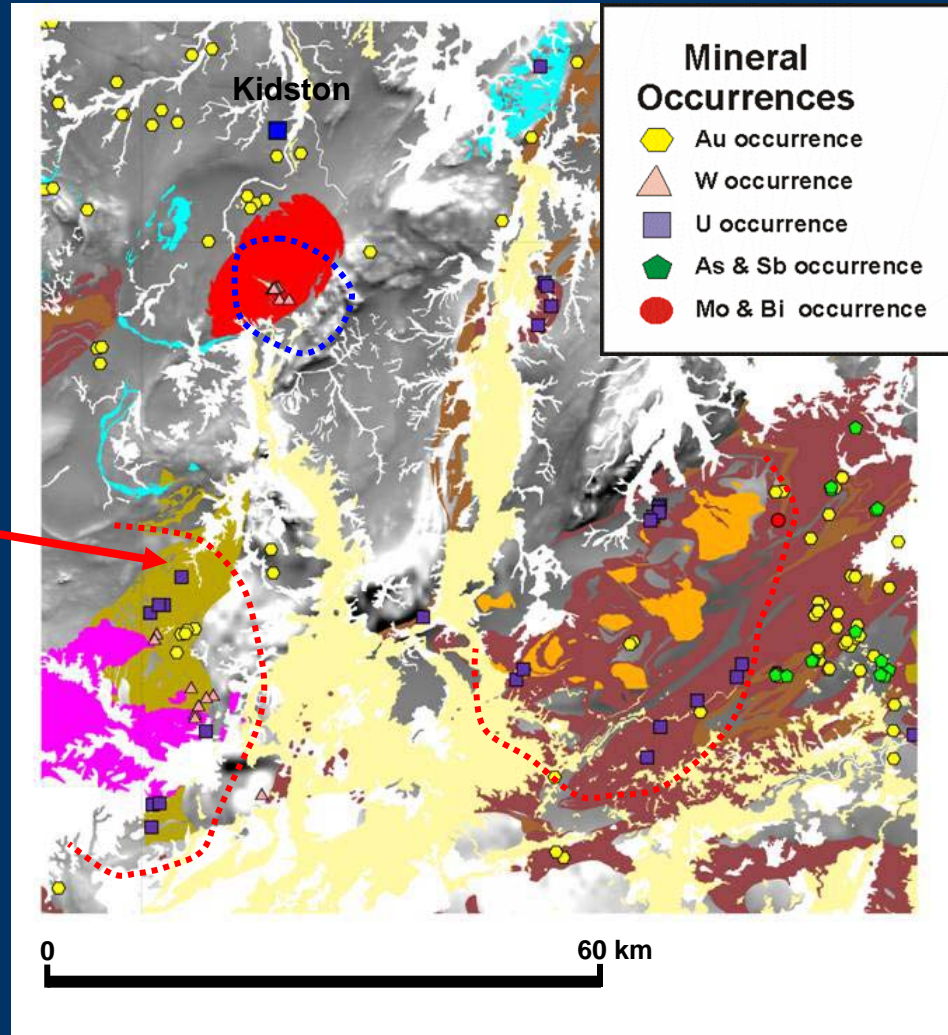 Kidston
Mineral
Occurrences
Au occurrence
W occurrence
U occurrence
As & Sb occurrence
Mo & Bi occurrence
0 60 km